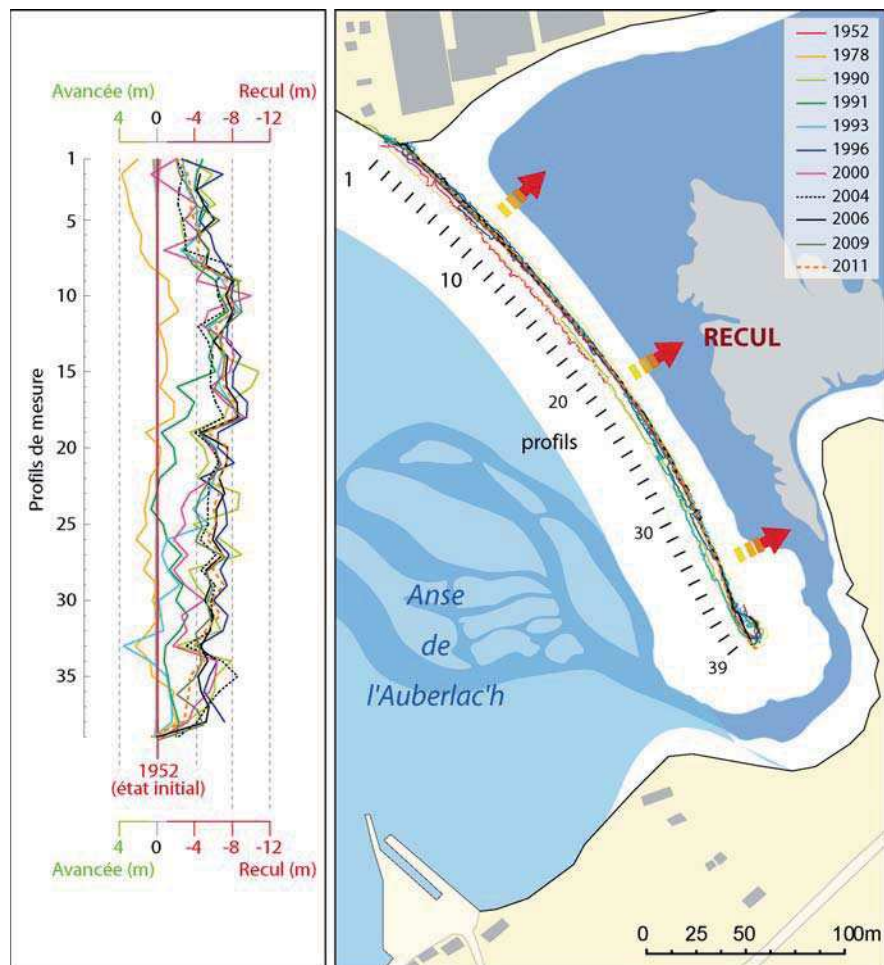 Avancée (m)
Recul (m)
4
0
-4
-8
-12
Profils de mesure
1
5
10
15
20
25
30
35
1952
(état initial)
4
0
-4
-8
-12
Avancée (m)
Recul (m)
1952
1978
1990
1991
1993
1996
2000
2004
2006
2009
2011
1
10
20
profils
30
39
RECUL
Anse
de
l'Auberlac'h
0 25 50 100m